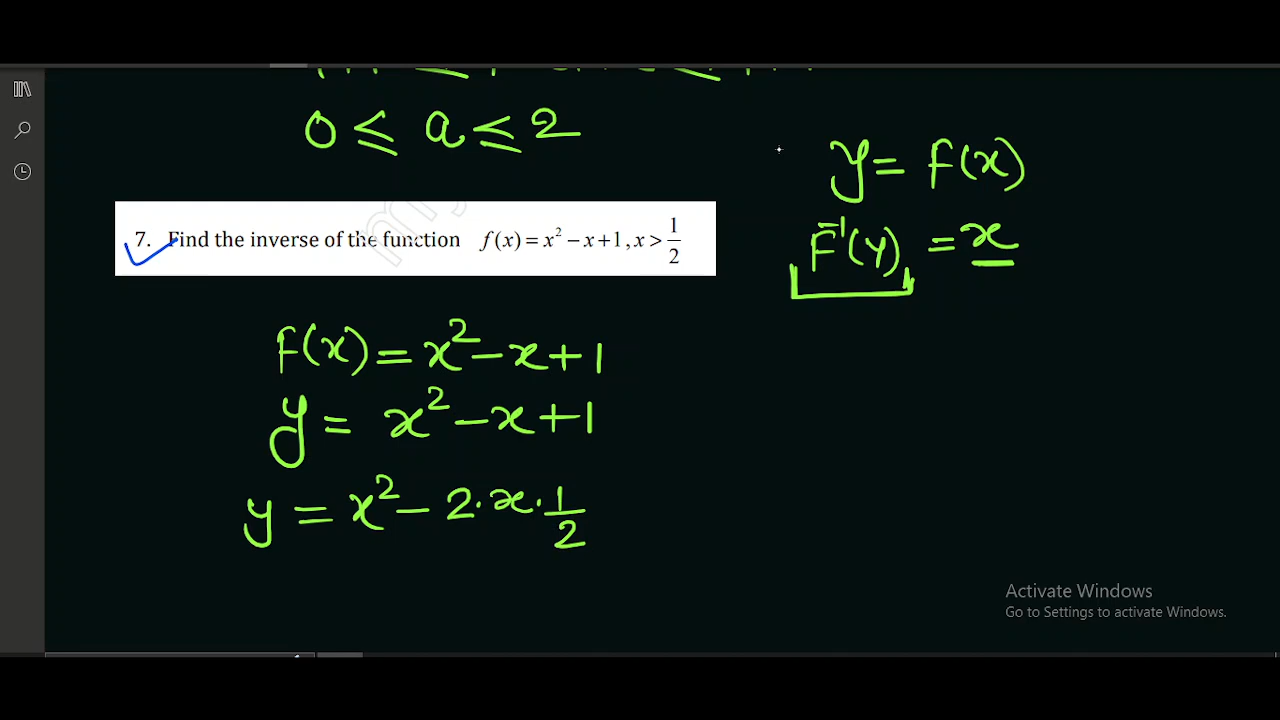 0 ≤ a ≤ 2
y = f(x)
7. Find the inverse of the function f(x) = x² − x + 1, x > 1/2
F⁻¹(y) = x
f(x) = x² − x + 1
y = x² − x + 1
y = x² − 2·x·1/2
Activate Windows
Go to Settings to activate Windows.